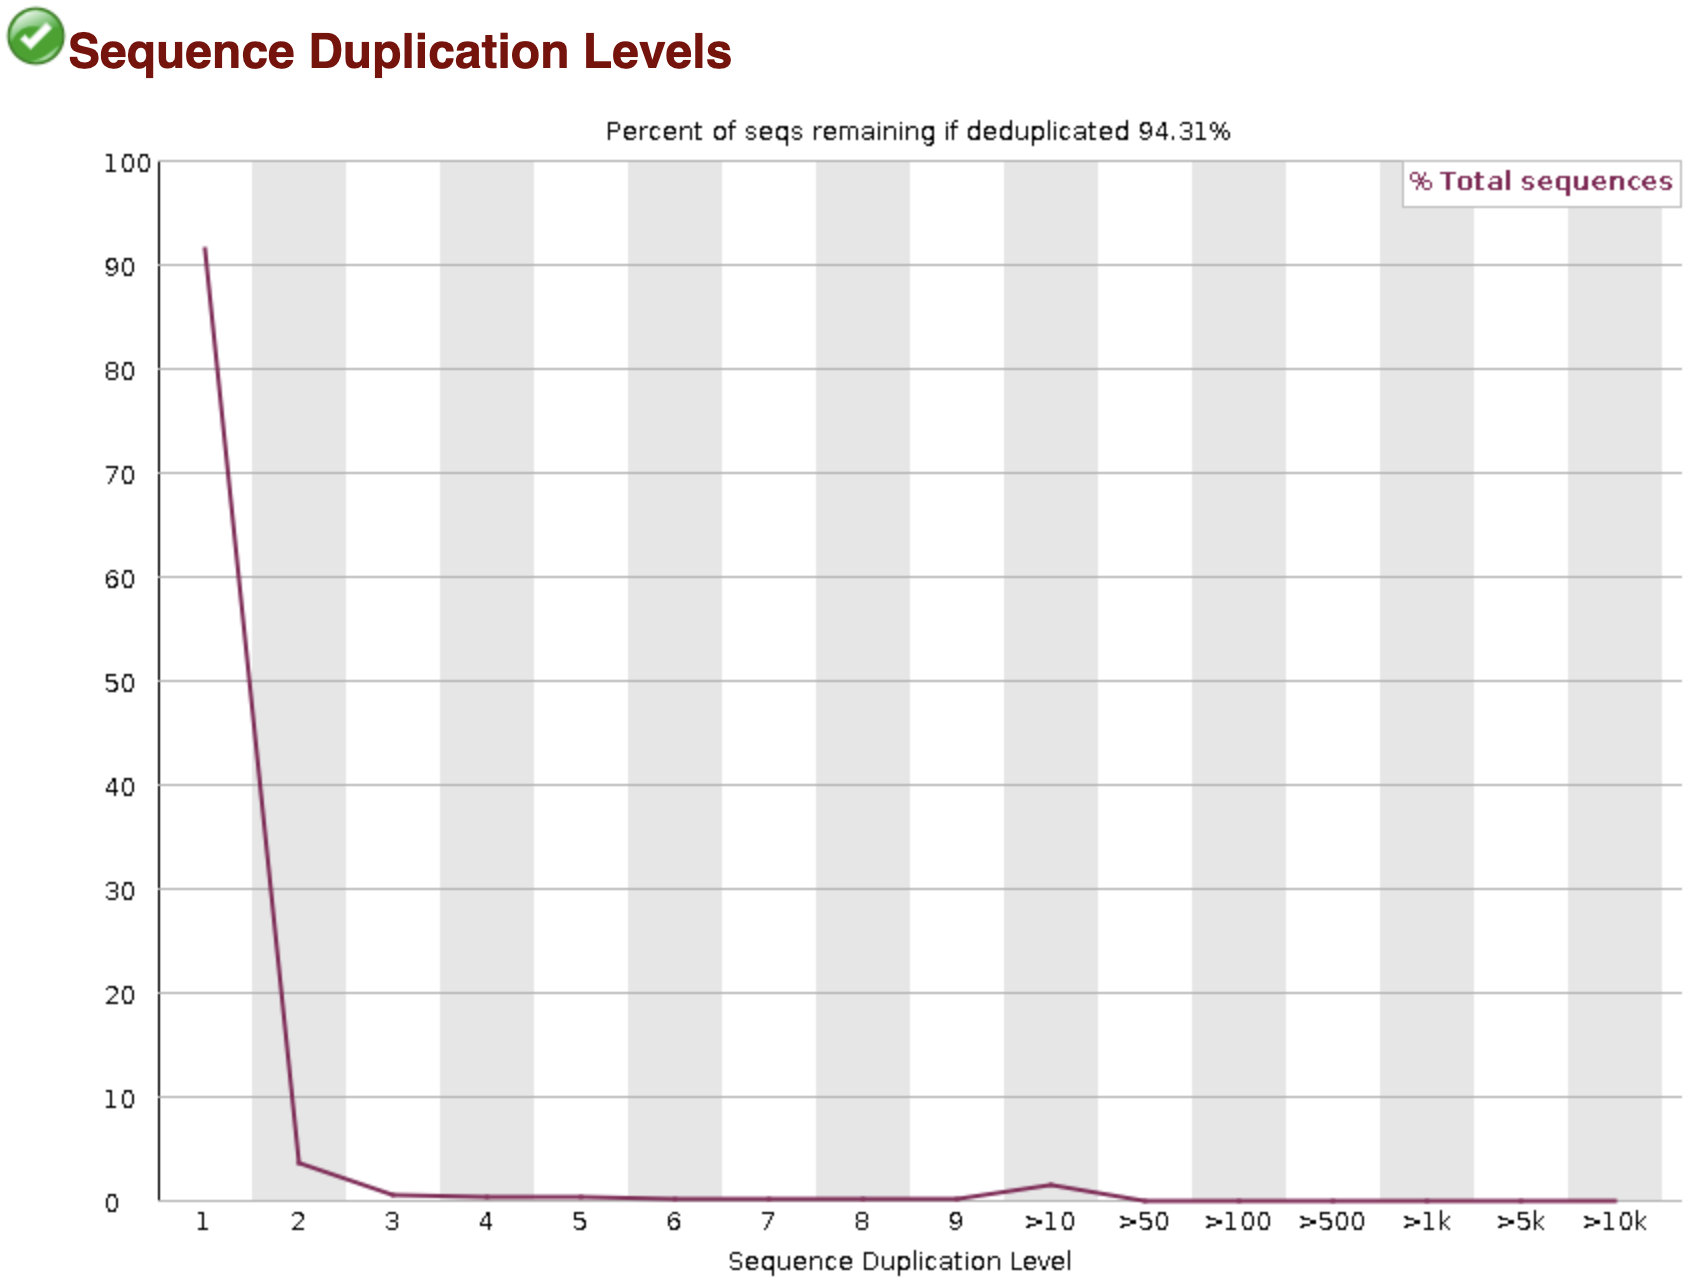 Sequence Duplication Levels
Percent of seqs remaining if deduplicated 94.31%
% Total sequences
100
90
80
70
60
50
40
30
20
10
0
1 2 3 4 5 6 7 8 9 >10 >50 >100 >500 >1k >5k >10k
Sequence Duplication Level